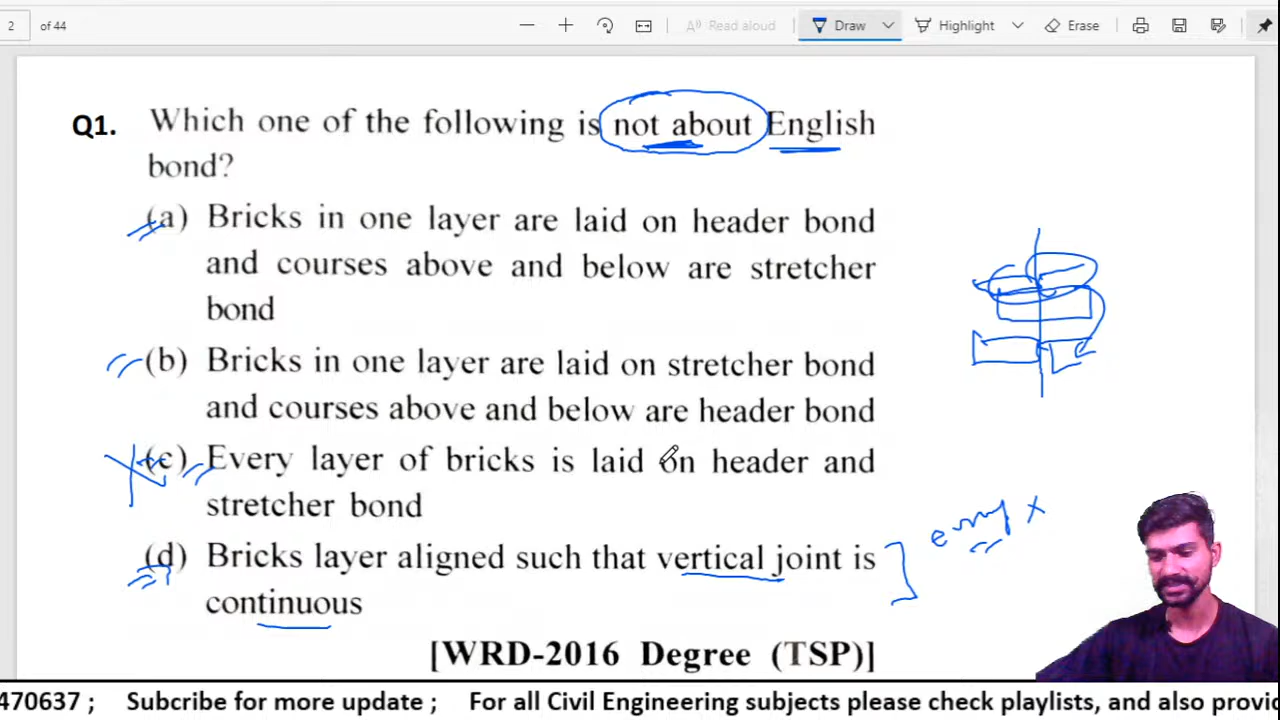 2 of 44 Read aloud Draw Highlight Erase
Q1. Which one of the following is not about English
bond?
(a) Bricks in one layer are laid on header bond
and courses above and below are stretcher
bond
(b) Bricks in one layer are laid on stretcher bond
and courses above and below are header bond
(c) Every layer of bricks is laid on header and
stretcher bond
(d) Bricks layer aligned such that vertical joint is
continuous
[WRD-2016 Degree (TSP)]
470637 ; Subcribe for more update ; For all Civil Engineering subjects please check playlists, and also provid